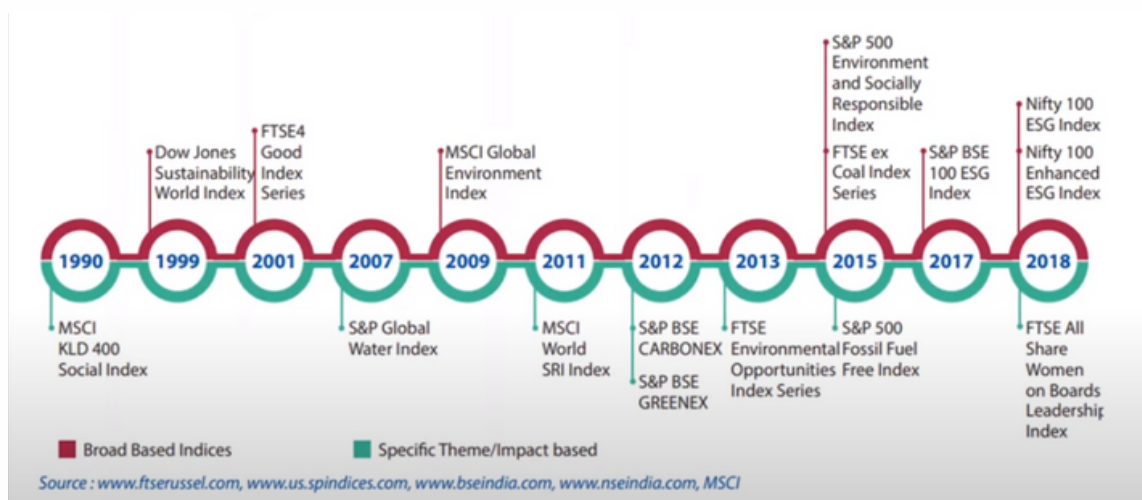 S&P 500
Environment
and Socially
Responsible
Index
FTSE ex
Coal Index
Series
Nifty 100
ESG Index
Nifty 100
Enhanced
ESG Index
FTSE4
Good
Index
Series
Dow Jones
Sustainability
World Index
MSCI Global
Environment
Index
S&P BSE
100 ESG
Index
1990
1999
2001
2007
2009
2011
2012
2013
2015
2017
2018
MSCI
KLD 400
Social Index
S&P Global
Water Index
MSCI
World
SRI Index
S&P BSE
CARBONEX
S&P BSE
GREENEX
FTSE
Environmental
Opportunities
Index Series
S&P 500
Fossil Fuel
Free Index
FTSE All
Share
Women
on Boards
Leadership
Index
Broad Based Indices
Specific Theme/Impact based
Source : www.ftserussel.com, www.us.spindices.com, www.bseindia.com, www.nseindia.com, MSCI